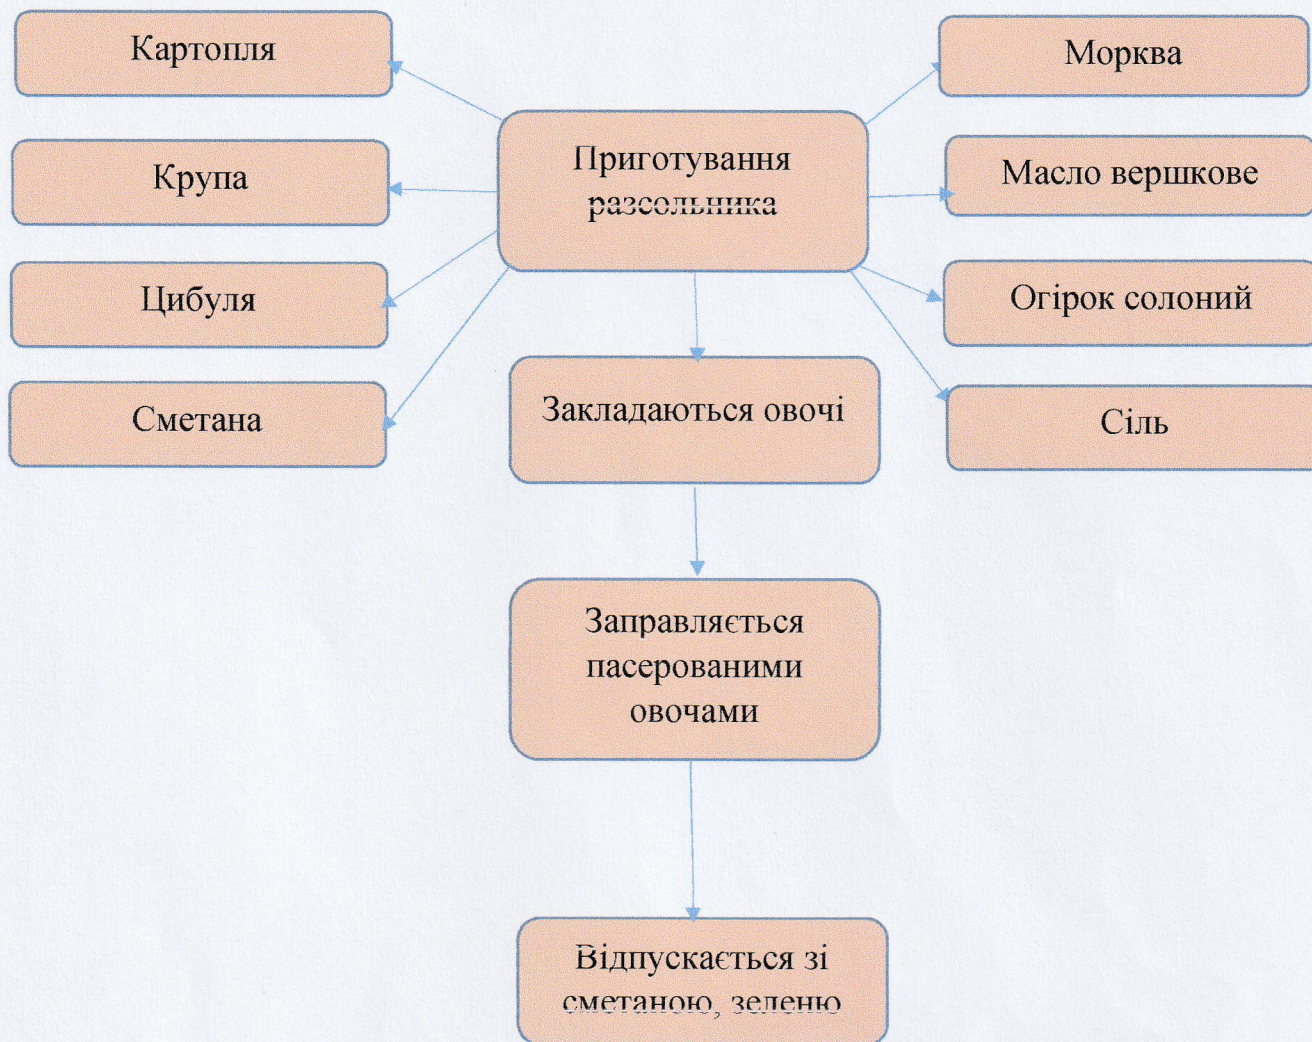 Картопля
Морква
Приготування
разсольника
Крупа
Масло вершкове
Цибуля
Огірок солоний
Сметана
Закладаються овочі
Сіль
Заправляється
пасерованими
овочами
Відпускається зі
сметаною, зеленю